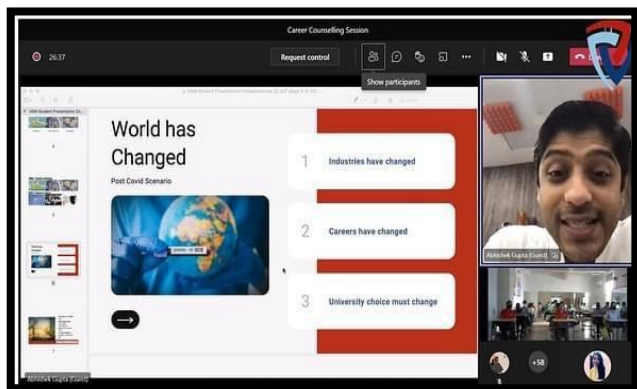 Career Counselling Session
26:37
Request control
Show participants
World has
Changed
Post Covid Scenario
1 Industries have changed
2 Careers have changed
3 University choice must change
Abhishek Gupta (Guest)
Abhishek Gupta (Guest)
+58